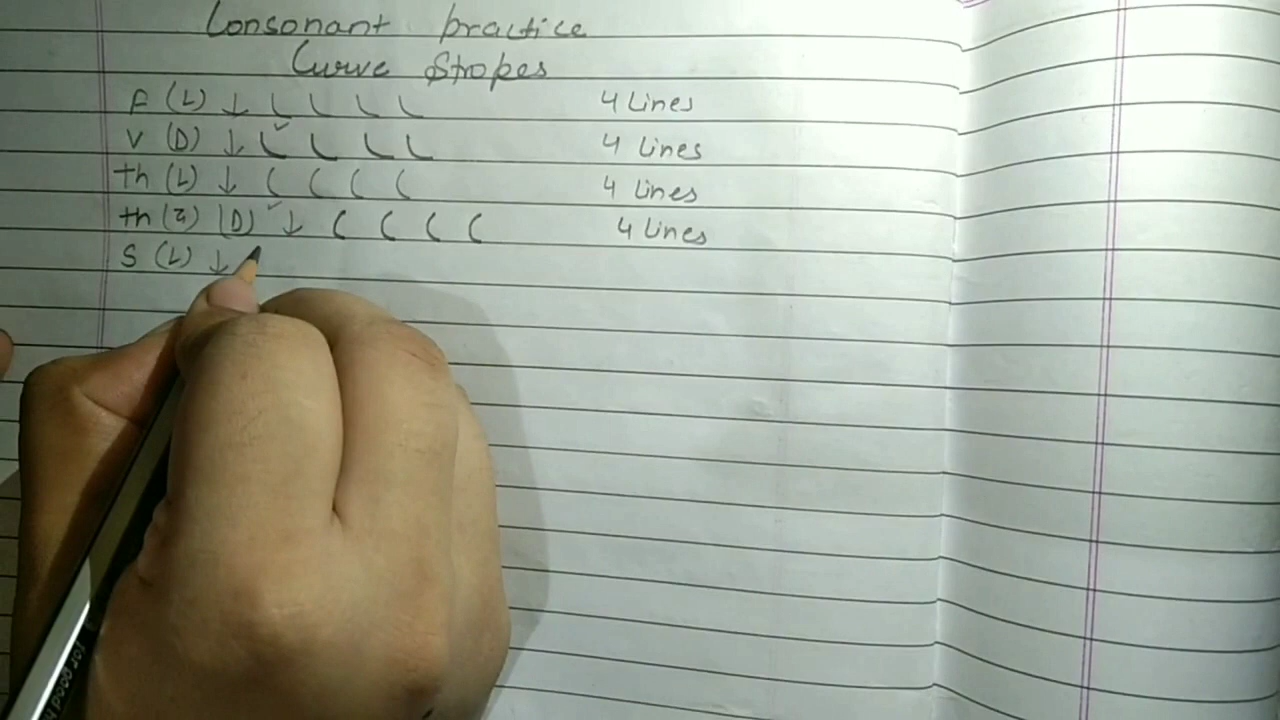 Consonant practice
Curve Strokes
F (L) ↓ 4 Lines
V (D) ↓ 4 Lines
th (L) ↓ 4 Lines
th (द) (D) ↓ 4 Lines
S (L) ↓